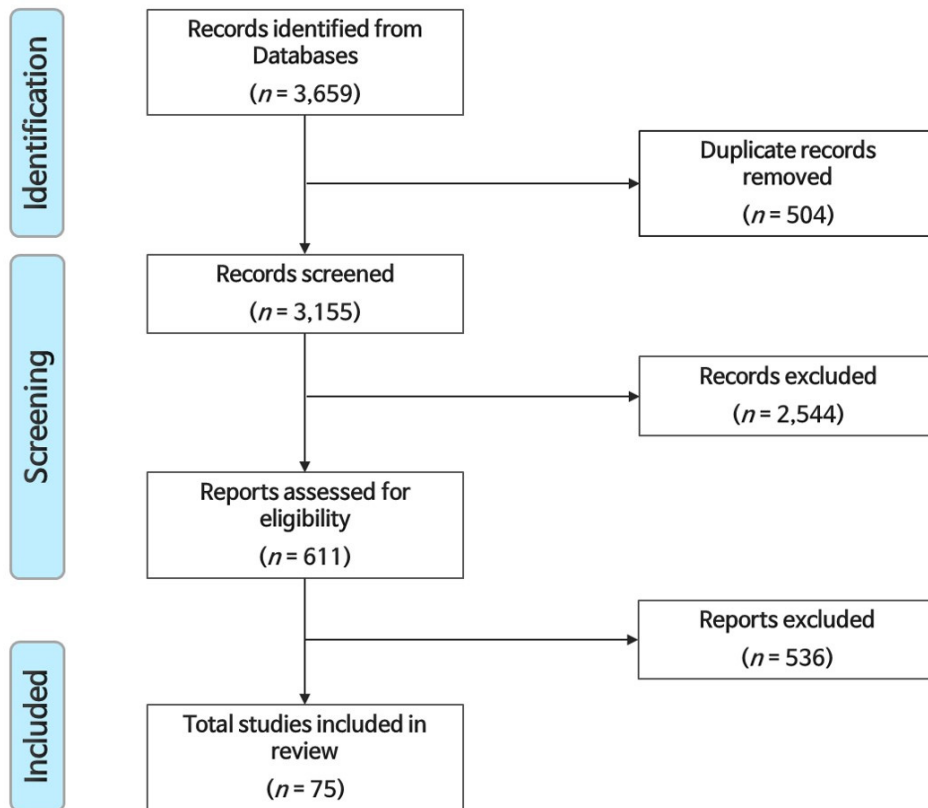 Identification
Records identified from
Databases
(n = 3,659)
Duplicate records
removed
(n = 504)
Screening
Records screened
(n = 3,155)
Records excluded
(n = 2,544)
Reports assessed for
eligibility
(n = 611)
Reports excluded
(n = 536)
Included
Total studies included in
review
(n = 75)